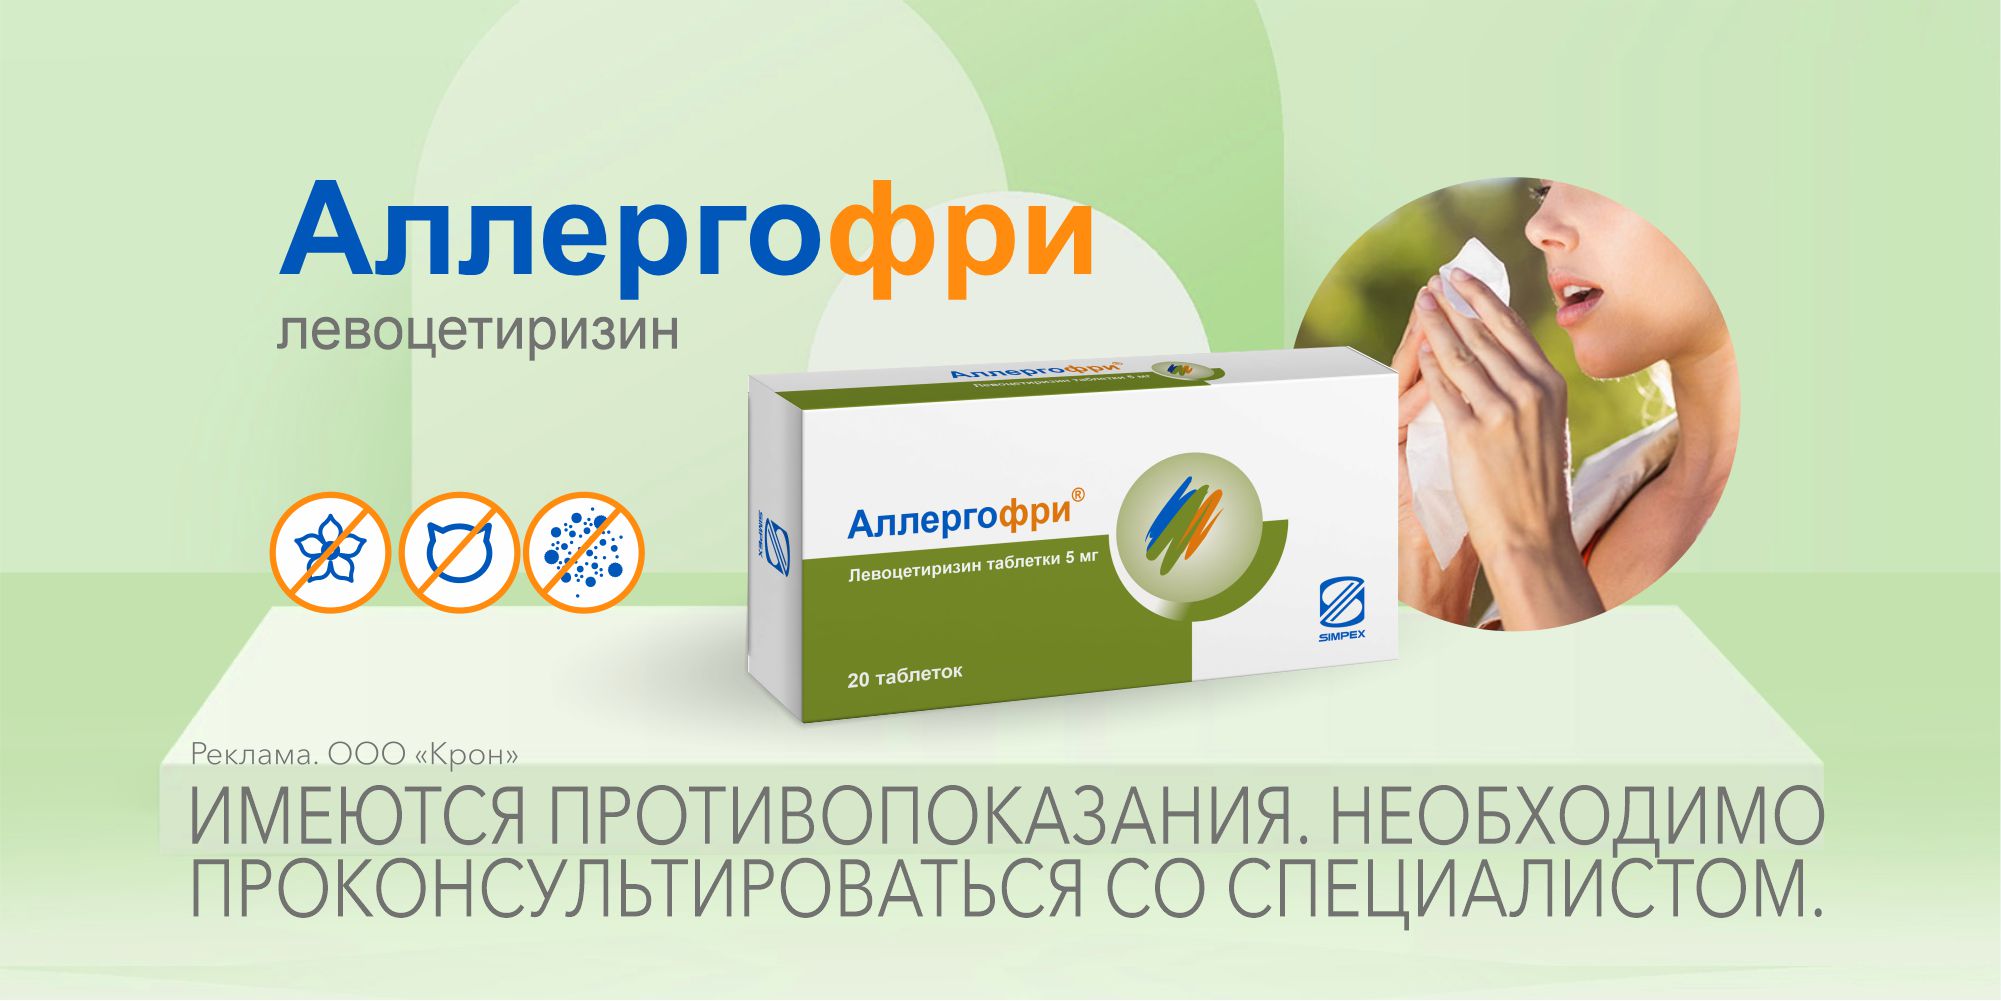 Аллергофри
левоцетиризин
Аллергофри®
Левоцетиризин таблетки 5 мг
SIMPEX
Аллергофри®
Левоцетиризин таблетки 5 мг
20 таблеток
SIMPEX
Реклама. ООО «Крон»
ИМЕЮТСЯ ПРОТИВОПОКАЗАНИЯ. НЕОБХОДИМО
ПРОКОНСУЛЬТИРОВАТЬСЯ СО СПЕЦИАЛИСТОМ.